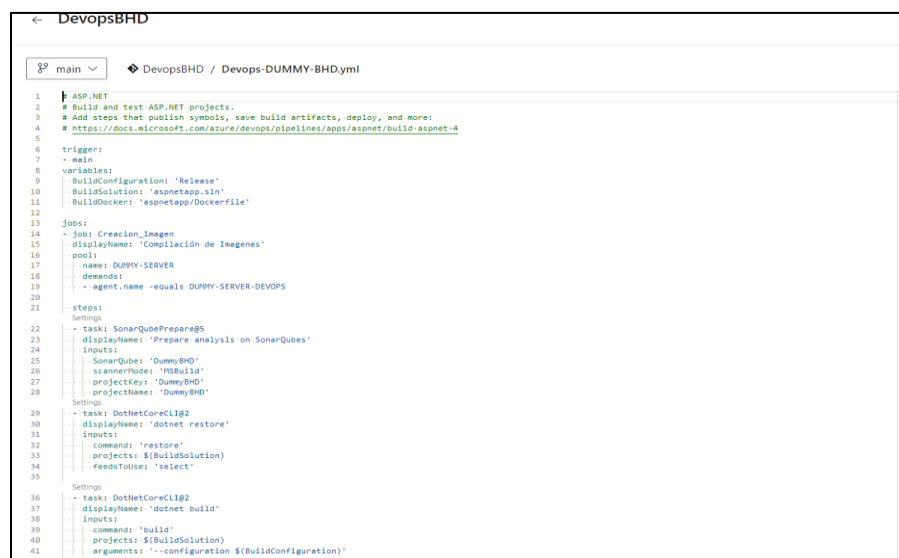 ← DevopsBHD
main
DevopsBHD / Devops-DUMMY-BHD.yml
1 # ASP.NET
2 # Build and test ASP.NET projects.
3 # Add steps that publish symbols, save build artifacts, deploy, and more:
4 # https://docs.microsoft.com/azure/devops/pipelines/apps/aspnet/build-aspnet-4
5
6 trigger:
7 - main
8 variables:
9   BuildConfiguration: 'Release'
10   BuildSolution: 'aspnetapp.sln'
11   BuildDocker: 'aspnetapp/Dockerfile'
12
13 jobs:
14 - job: Creacion_Imagen
15   displayName: 'Compilación de Imagenes'
16   pool:
17     name: DUMMY-SERVER
18     demands:
19     - agent.name -equals DUMMY-SERVER-DEVOPS
20
21   steps:
Settings
22   - task: SonarQubePrepare@5
23     displayName: 'Prepare analysis on SonarQubes'
24     inputs:
25       SonarQube: 'DummyBHD'
26       scannerMode: 'MSBuild'
27       projectKey: 'DummyBHD'
28       projectName: 'DummyBHD'
Settings
29   - task: DotNetCoreCLI@2
30     displayName: 'dotnet restore'
31     inputs:
32       command: 'restore'
33       projects: $(BuildSolution)
34       feedsToUse: 'select'
35
Settings
36   - task: DotNetCoreCLI@2
37     displayName: 'dotnet build'
38     inputs:
39       command: 'build'
40       projects: $(BuildSolution)
41       arguments: '--configuration $(BuildConfiguration)'